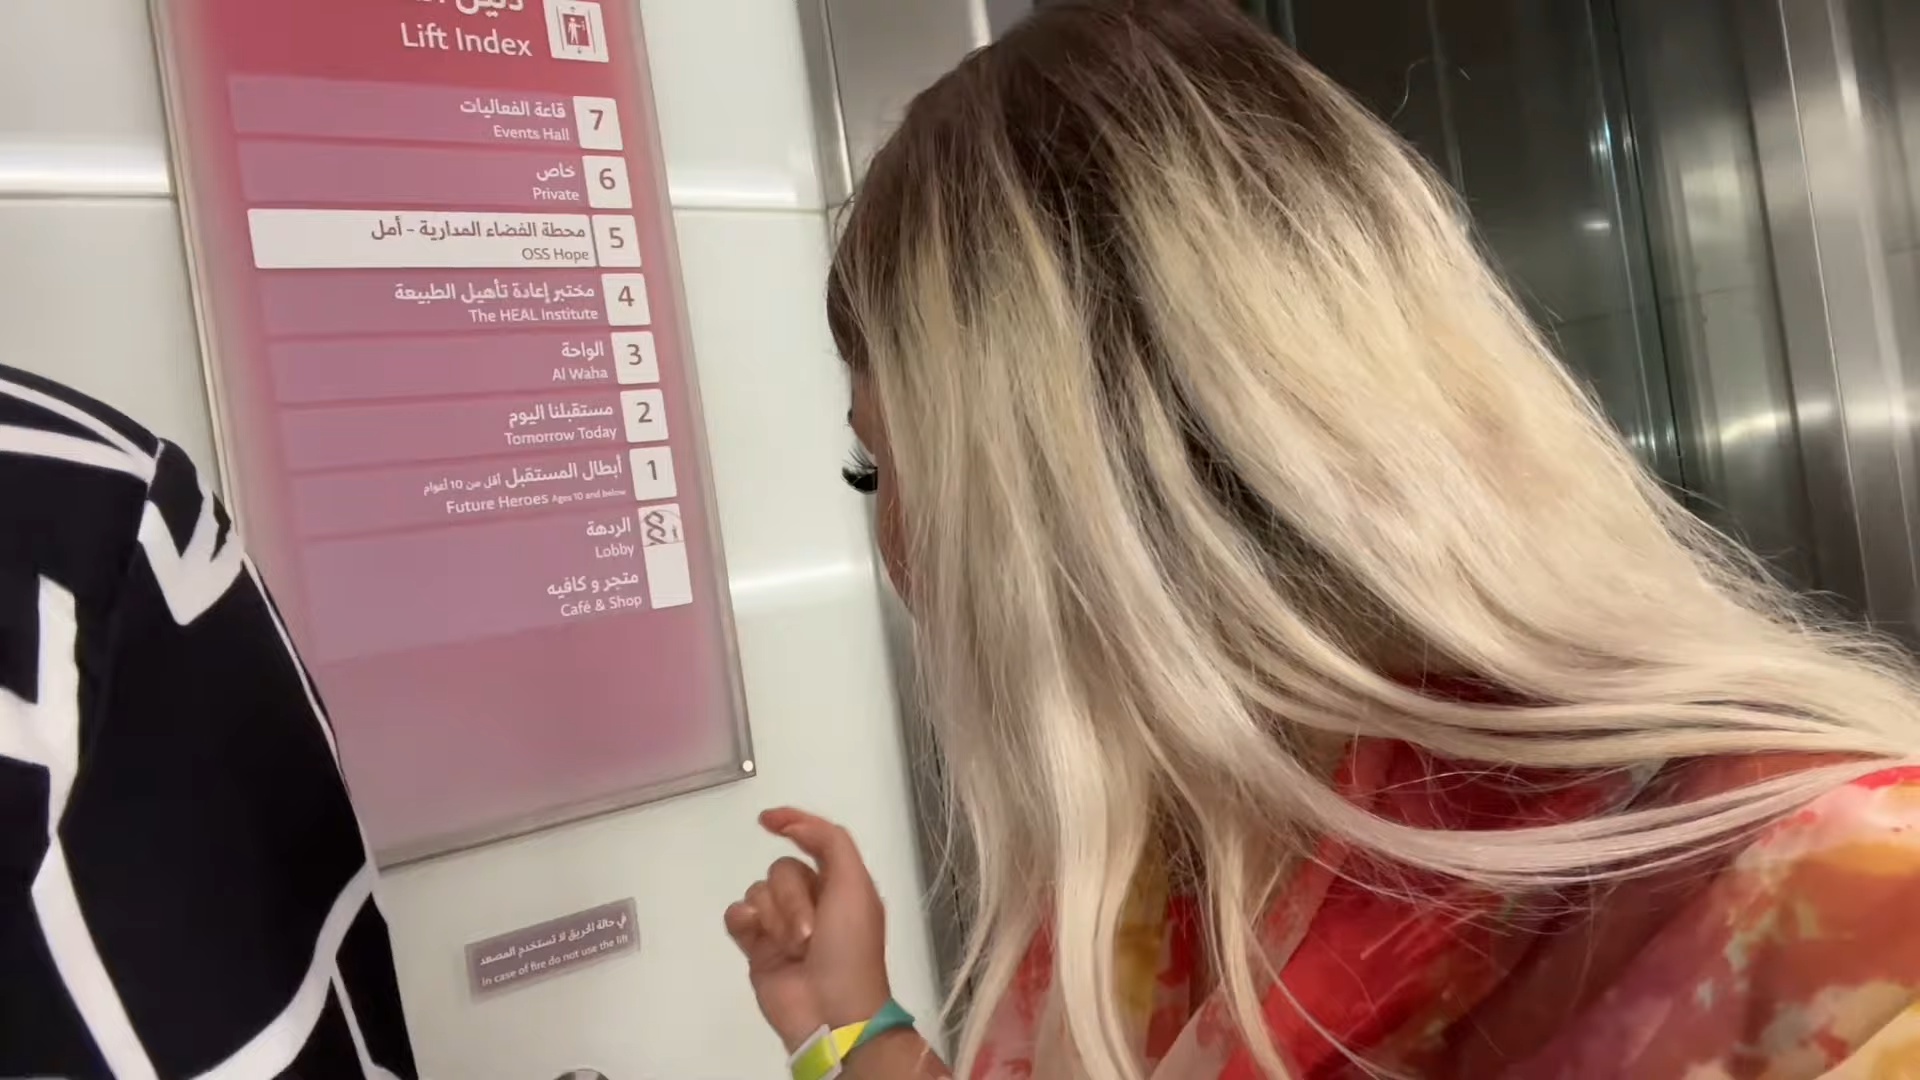 Lift Index
قاعة الفعاليات
Events Hall
7
خاص
Private
6
محطة الفضاء المدارية - أمل
OSS Hope
5
مختبر إعادة تأهيل الطبيعة
The HEAL Institute
4
الواحة
Al Waha
3
مستقبلنا اليوم
Tomorrow Today
2
أبطال المستقبل أقل من 10 أعوام
Future Heroes Ages 10 and below
1
الردهة
Lobby
متجر و كافيه
Café & Shop
في حالة الحريق لا تستخدم المصعد
In case of fire do not use the lift